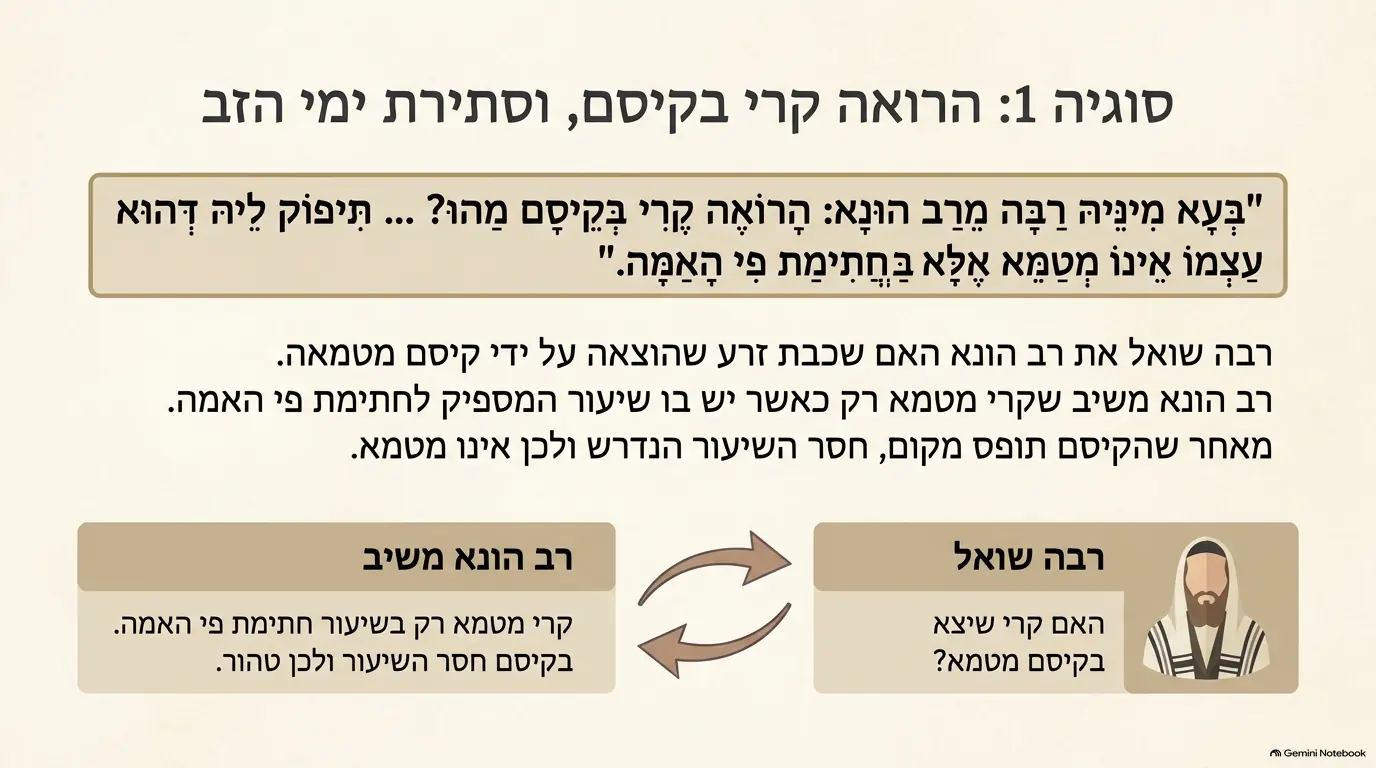 סוגיה 1: הרואה קרי בקיסם, וסתירת ימי הזב
"בְּעָא מִינֵּיהּ רַבָּה מֵרַב הוּנָא: הָרוֹאֶה קֶרִי בְּקֵיסָם מַהוּ? ... תִּיפּוֹק לֵיהּ דְּהוּא
עַצְמוֹ אֵינוֹ מְטַמֵּא אֶלָּא בַּחֲתִימַת פִּי הָאַמָּה."
רבה שואל את רב הונא האם שכבת זרע שהוצאה על ידי קיסם מטמאה.
רב הונא משיב שקרי מטמא רק כאשר יש בו שיעור המספיק לחתימת פי האמה.
מאחר שהקיסם תופס מקום, חסר השיעור הנדרש ולכן אינו מטמא.
רבה שואל
האם קרי שיצא
בקיסם מטמא?
רב הונא משיב
קרי מטמא רק בשיעור חתימת פי האמה.
בקיסם חסר השיעור ולכן טהור.
Gemini Notebook